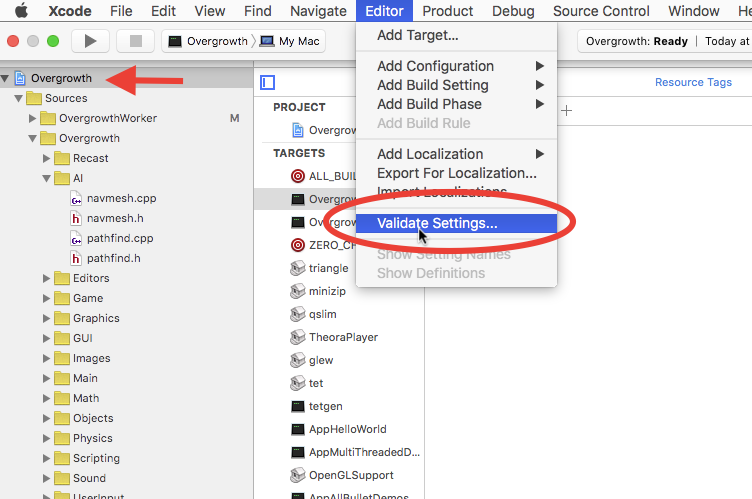 Xcode File Edit View Find Navigate Editor Product Debug Source Control Window
Overgrowth My Mac
Overgrowth: Ready Today at
Overgrowth
Sources
OvergrowthWorker M
Overgrowth
Recast
AI
navmesh.cpp
navmesh.h
pathfind.cpp
pathfind.h
Editors
Game
Graphics
GUI
Images
Main
Math
Objects
Physics
Scripting
Sound
UserInput
PROJECT
Overgrow
TARGETS
ALL_BUI
Overgrow
Overgrow
ZERO_CH
triangle
minizip
qslim
TheoraPlayer
glew
tet
tetgen
AppHelloWorld
AppMultiThreadedD...
OpenGLSupport
AppAllBulletDemos
Add Target...
Add Configuration
Add Build Setting
Add Build Phase
Add Build Rule
Add Localization
Export For Localization...
Import Localizations...
Validate Settings...
Show Setting Names
Show Definitions
Resource Tags